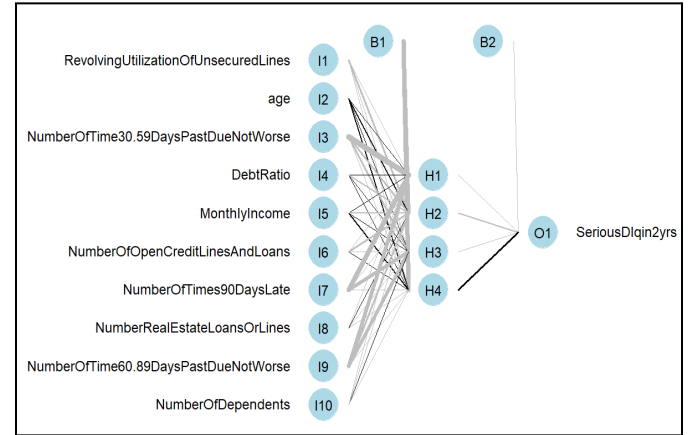 B1 B2
RevolvingUtilizationOfUnsecuredLines I1
age I2
NumberOfTime30.59DaysPastDueNotWorse I3
DebtRatio I4 H1
MonthlyIncome I5 H2
O1 SeriousDlqin2yrs
NumberOfOpenCreditLinesAndLoans I6 H3
NumberOfTimes90DaysLate I7 H4
NumberRealEstateLoansOrLines I8
NumberOfTime60.89DaysPastDueNotWorse I9
NumberOfDependents I10